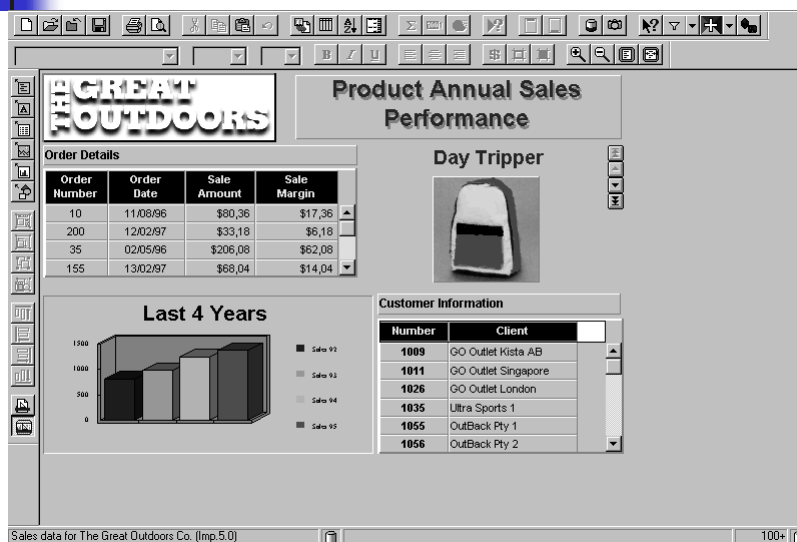 B I U
$
THE GREAT OUTDOORS
Product Annual Sales
Performance
Order Details
Order Number Order Date Sale Amount Sale Margin
10 11/08/96 $80,36 $17,36
200 12/02/97 $33,18 $6,18
35 02/05/96 $206,08 $62,08
155 13/02/97 $68,04 $14,04
Day Tripper
Last 4 Years
1500
1000
500
0
Sales 92
Sales 93
Sales 94
Sales 95
Customer Information
Number Client
1009 GO Outlet Kista AB
1011 GO Outlet Singapore
1026 GO Outlet London
1035 Ultra Sports 1
1055 OutBack Pty 1
1056 OutBack Pty 2
Sales data for The Great Outdoors Co. (Imp.5.0)
100+